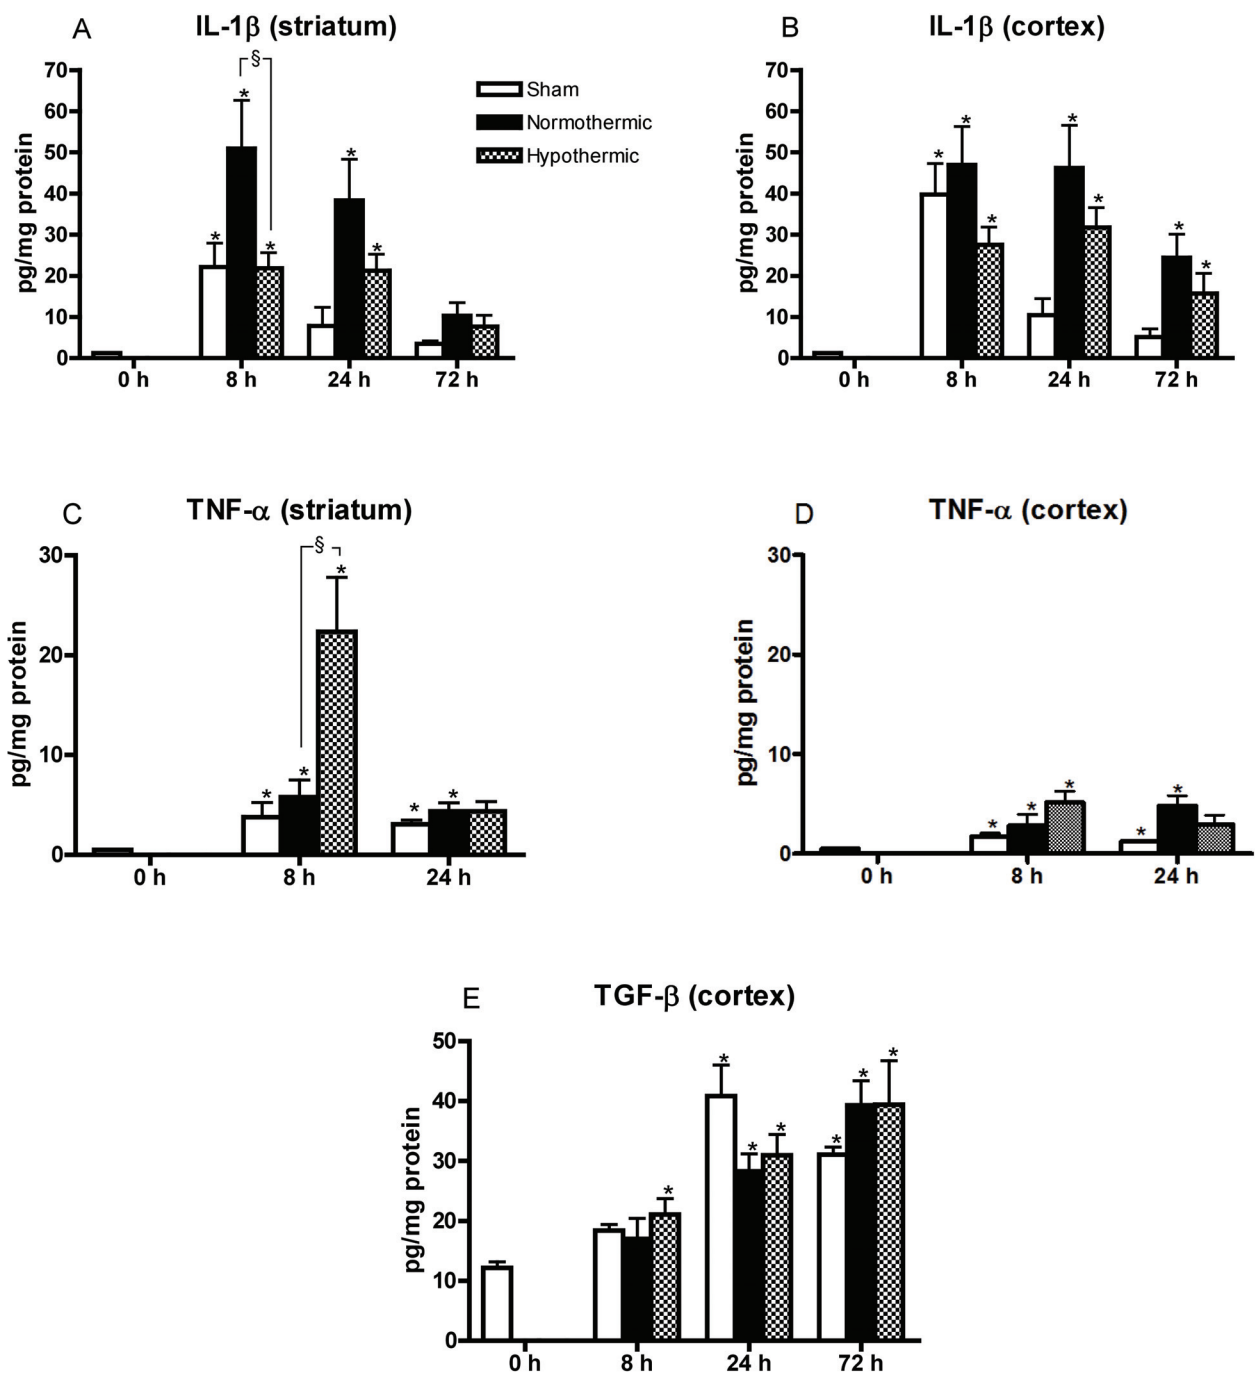 A
IL-1β (striatum)
pg/mg protein
70
60
50
40
30
20
10
0
§
*
*
*
*
*
0 h
8 h
24 h
72 h
Sham
Normothermic
Hypothermic
B
IL-1β (cortex)
pg/mg protein
70
60
50
40
30
20
10
0
*
*
*
*
*
*
*
0 h
8 h
24 h
72 h
C
TNF-α (striatum)
pg/mg protein
30
20
10
0
§
*
*
*
*
*
0 h
8 h
24 h
D
TNF-α (cortex)
pg/mg protein
30
20
10
0
*
*
*
*
*
0 h
8 h
24 h
E
TGF-β (cortex)
pg/mg protein
50
40
30
20
10
0
*
*
*
*
*
*
*
0 h
8 h
24 h
72 h